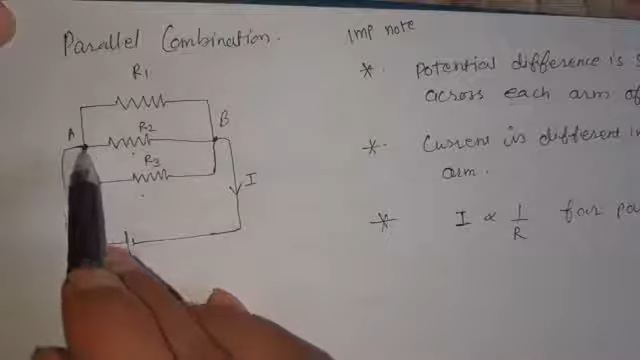 Parallel Combination.
Imp note
R1
A
R2
B
R3
I
* Potential difference is
across each arm of
* Current is different in
arm.
* I ∝ 1/R for